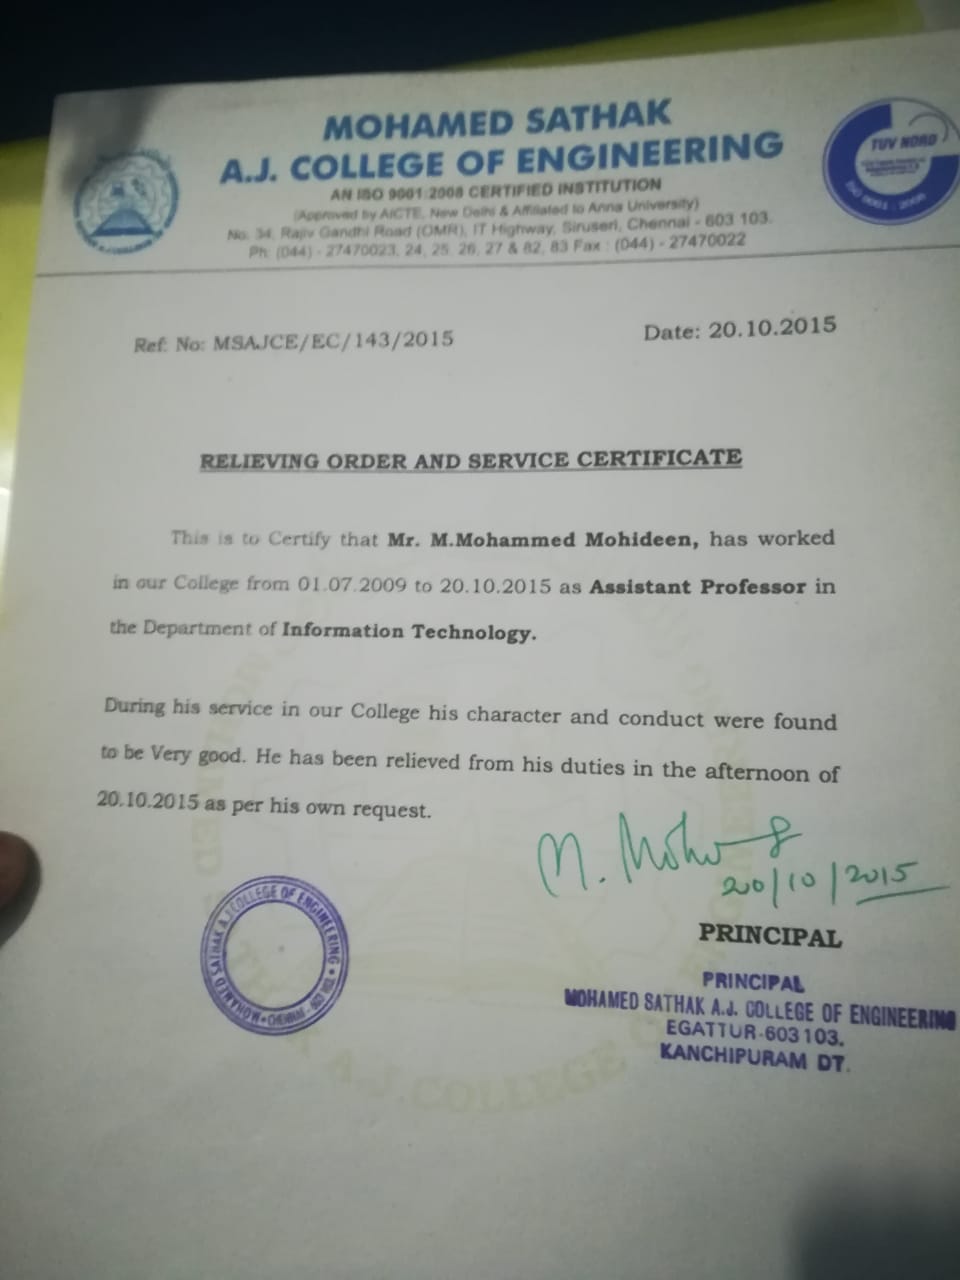 MOHAMED SATHAK
A.J. COLLEGE OF ENGINEERING
AN ISO 9001:2008 CERTIFIED INSTITUTION
(Approved by AICTE, New Delhi & Affiliated to Anna University)
No. 34, Rajiv Gandhi Road (OMR), IT Highway, Siruseri, Chennai - 603 103.
Ph: (044) - 27470023, 24, 25, 26, 27 & 82, 83 Fax : (044) - 27470022
TUV NORD
ISO 9001 : 2008
Ref: No: MSAJCE/EC/143/2015
Date: 20.10.2015
RELIEVING ORDER AND SERVICE CERTIFICATE
This is to Certify that Mr. M.Mohammed Mohideen, has worked
in our College from 01.07.2009 to 20.10.2015 as Assistant Professor in
the Department of Information Technology.
During his service in our College his character and conduct were found
to be Very good. He has been relieved from his duties in the afternoon of
20.10.2015 as per his own request.
20/10/2015
PRINCIPAL
PRINCIPAL
MOHAMED SATHAK A.J. COLLEGE OF ENGINEERING
EGATTUR-603 103.
KANCHIPURAM DT.
MOHAMED SATHAK A.J COLLEGE OF ENGINEERING
CHENNAI - 603 103.
A.J. COLLEGE